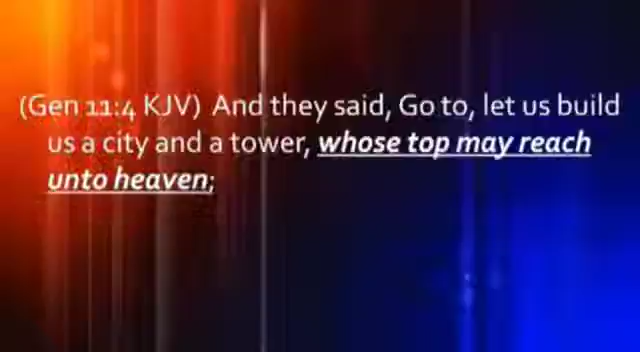 (Gen 11:4 KJV) And they said, Go to, let us build
us a city and a tower, whose top may reach
unto heaven;